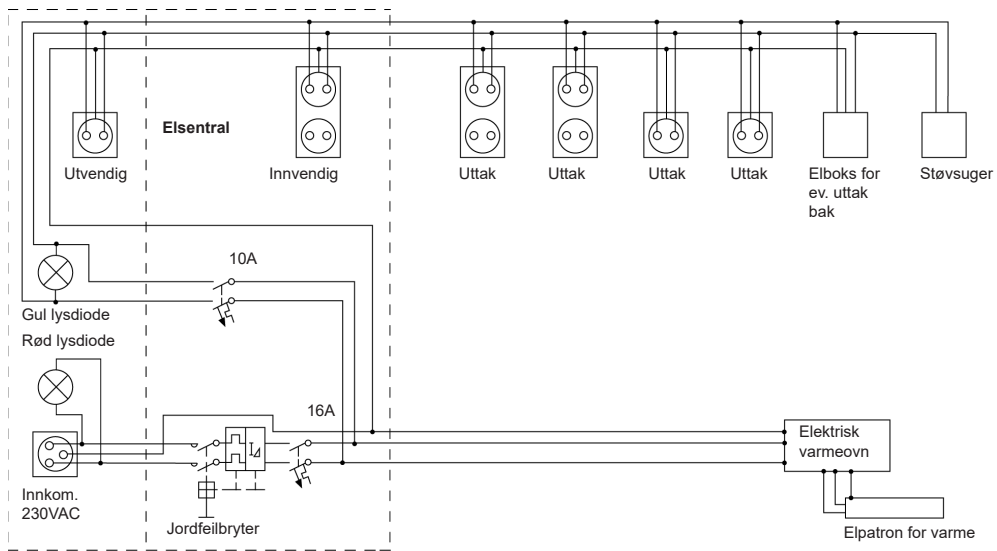 Elsentral
Utvendig
Innvendig
Uttak
Uttak
Uttak
Uttak
Elboks for
ev. uttak
bak
Støvsuger
10A
Gul lysdiode
Rød lysdiode
16A
Elektrisk
varmeovn
Innkom.
230VAC
Jordfeilbryter
Elpatron for varme